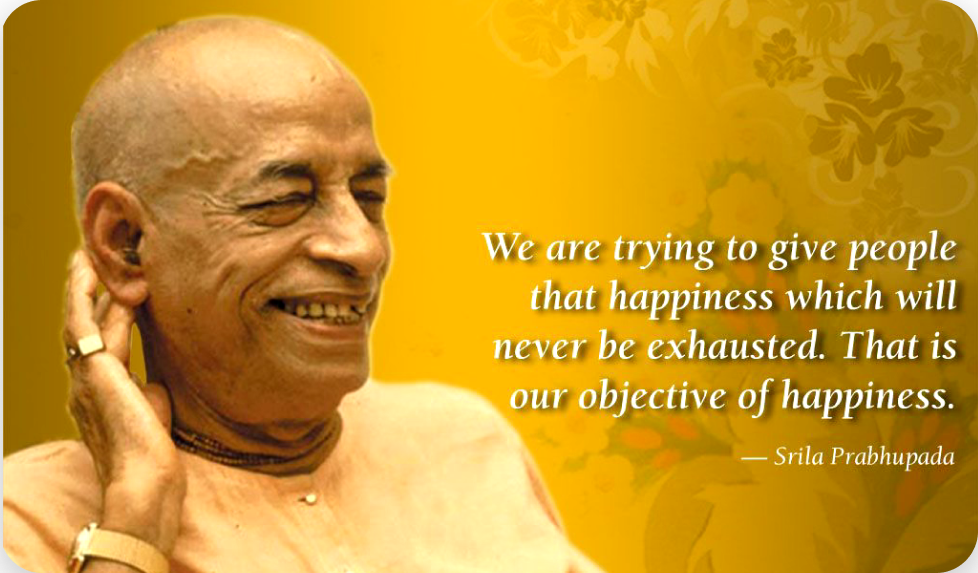 We are trying to give people
that happiness which will
never be exhausted. That is
our objective of happiness.
— Srila Prabhupada